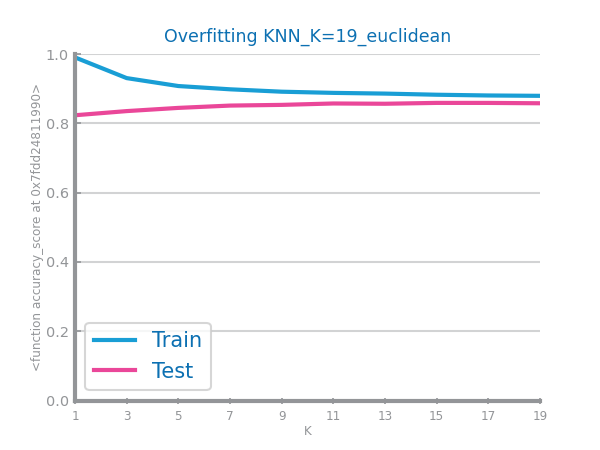 Overfitting KNN_K=19_euclidean
<function accuracy_score at 0x7fdd24811990>
1.0
0.8
0.6
0.4
0.2
0.0
Train
Test
1 3 5 7 9 11 13 15 17 19
K